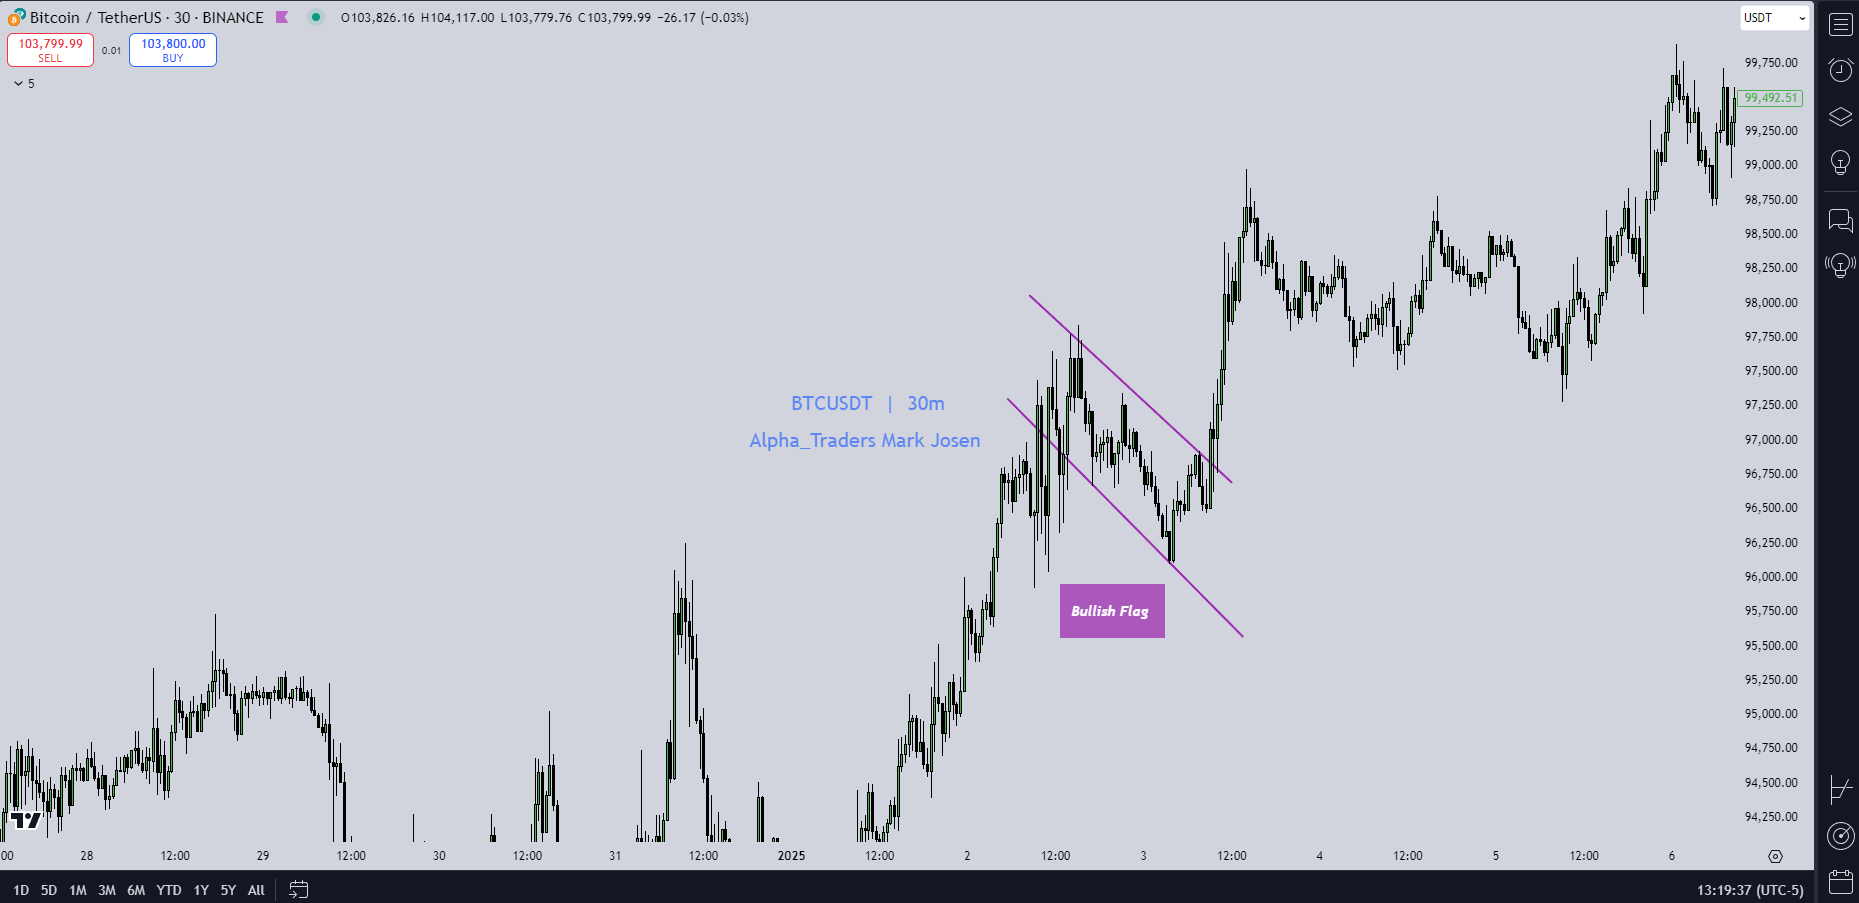 Bitcoin / TetherUS · 30 · BINANCE O103,826.16 H104,117.00 L103,779.76 C103,799.99 −26.17 (−0.03%)
USDT
103,799.99
SELL
0.01
103,800.00
BUY
5
99,750.00
99,492.51
99,250.00
99,000.00
98,750.00
98,500.00
98,250.00
98,000.00
97,750.00
97,500.00
97,250.00
97,000.00
96,750.00
96,500.00
96,250.00
96,000.00
95,750.00
95,500.00
95,250.00
95,000.00
94,750.00
94,500.00
94,250.00
BTCUSDT | 30m
Alpha_Traders Mark Josen
Bullish Flag
:00 28 12:00 29 12:00 30 12:00 31 12:00 2025 12:00 2 12:00 3 12:00 4 12:00 5 12:00 6
1D 5D 1M 3M 6M YTD 1Y 5Y All
13:19:37 (UTC-5)